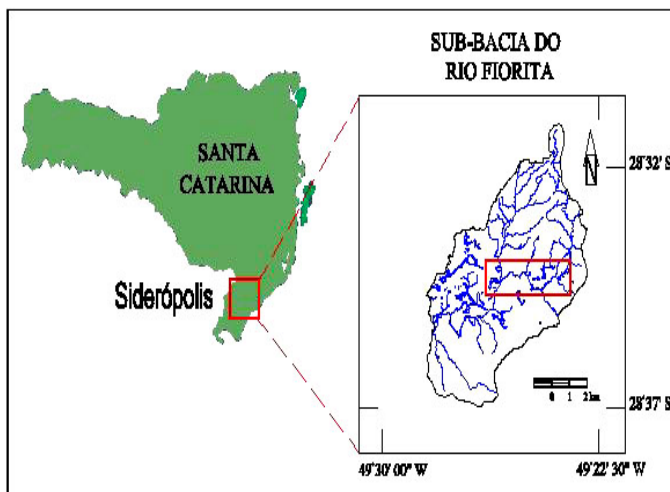 SUB-BACIA DO
RIO FIORITA
SANTA
CATARINA
Siderópolis
28°32' S
0 1 2 km
28°37' S
49°30' 00" W
49°22' 30" W